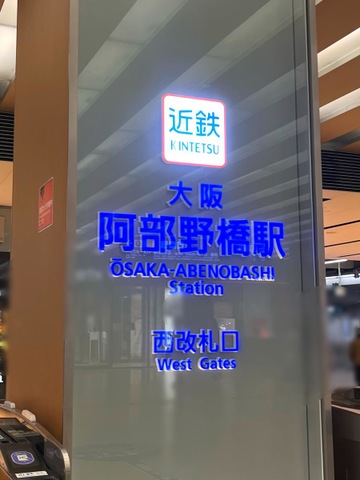 近鉄
KINTETSU
大阪
阿部野橋駅
ŌSAKA-ABENOBASHI
Station
西改札口
West Gates